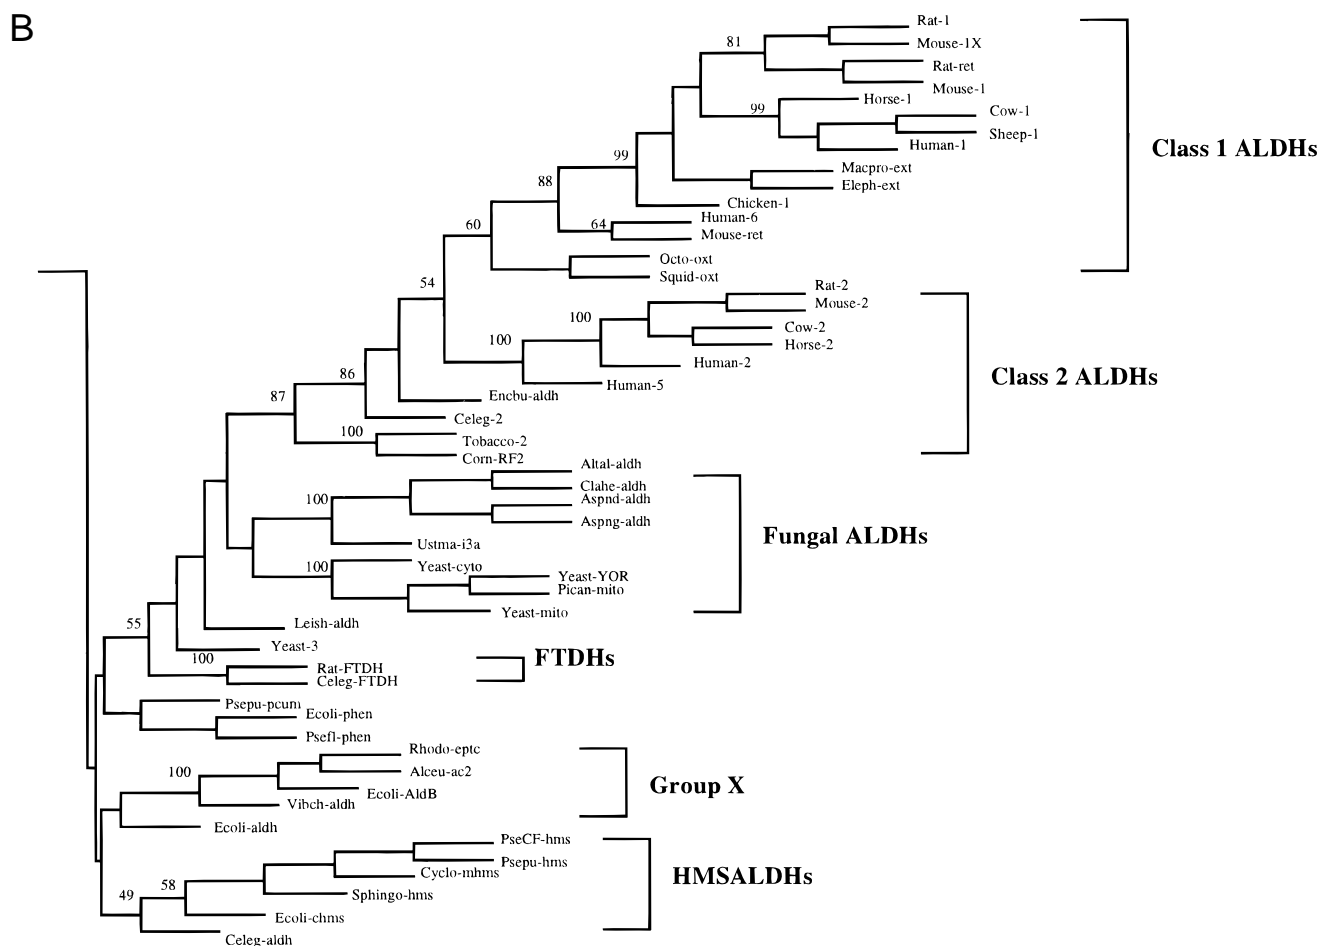 B
Rat-1
81
Mouse-1X
Rat-ret
Mouse-1
Horse-1
99
Cow-1
Sheep-1
Human-1
Class 1 ALDHs
99
Macpro-ext
88
Eleph-ext
Chicken-1
Human-6
60
64
Mouse-ret
Octo-oxt
Squid-oxt
54
Rat-2
Mouse-2
100
Cow-2
100
Horse-2
Human-2
Class 2 ALDHs
86
Human-5
87
Encbu-aldh
Celeg-2
100
Tobacco-2
Corn-RF2
Altal-aldh
Clahe-aldh
100
Aspnd-aldh
Aspng-aldh
Fungal ALDHs
Ustma-i3a
100
Yeast-cyto
Yeast-YOR
Pican-mito
Yeast-mito
55
Leish-aldh
Yeast-3
100
FTDHs
Rat-FTDH
Celeg-FTDH
Psepu-pcum
Ecoli-phen
Psefl-phen
Rhodo-eptc
100
Alceu-ac2
Group X
Ecoli-AldB
Vibch-aldh
Ecoli-aldh
PseCF-hms
Psepu-hms
Cyclo-mhms
HMSALDHs
49
58
Sphingo-hms
Ecoli-chms
Celeg-aldh